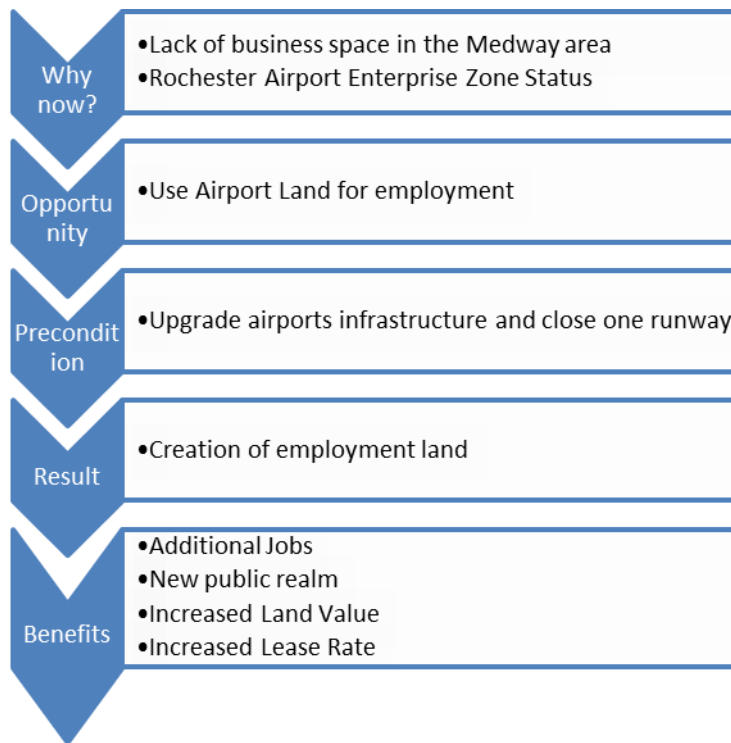 Why
now?
•Lack of business space in the Medway area
•Rochester Airport Enterprise Zone Status
Opportu
nity
•Use Airport Land for employment
Precondit
ion
•Upgrade airports infrastructure and close one runway
Result
•Creation of employment land
Benefits
•Additional Jobs
•New public realm
•Increased Land Value
•Increased Lease Rate